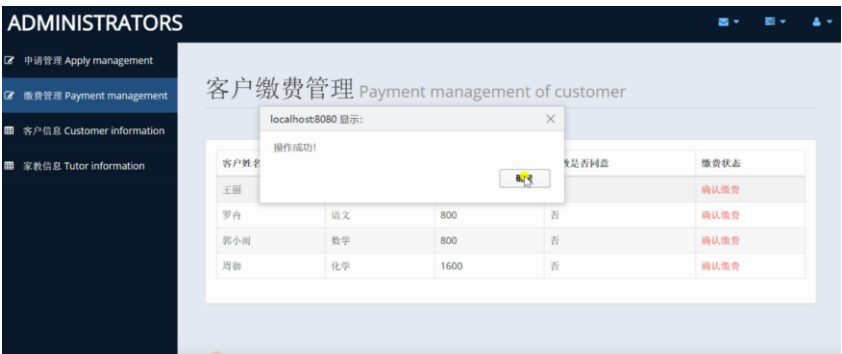 ADMINISTRATORS
申请管理 Apply management
缴费管理 Payment management
客户信息 Customer information
家教信息 Tutor information
客户缴费管理 Payment management of customer
localhost:8080 显示:
操作成功!
客户姓名 是否同意 缴费状态
王丽 确认缴费
罗冉 语文 800 否 确认缴费
郭小雨 数学 800 否 确认缴费
周御 化学 1600 否 确认缴费